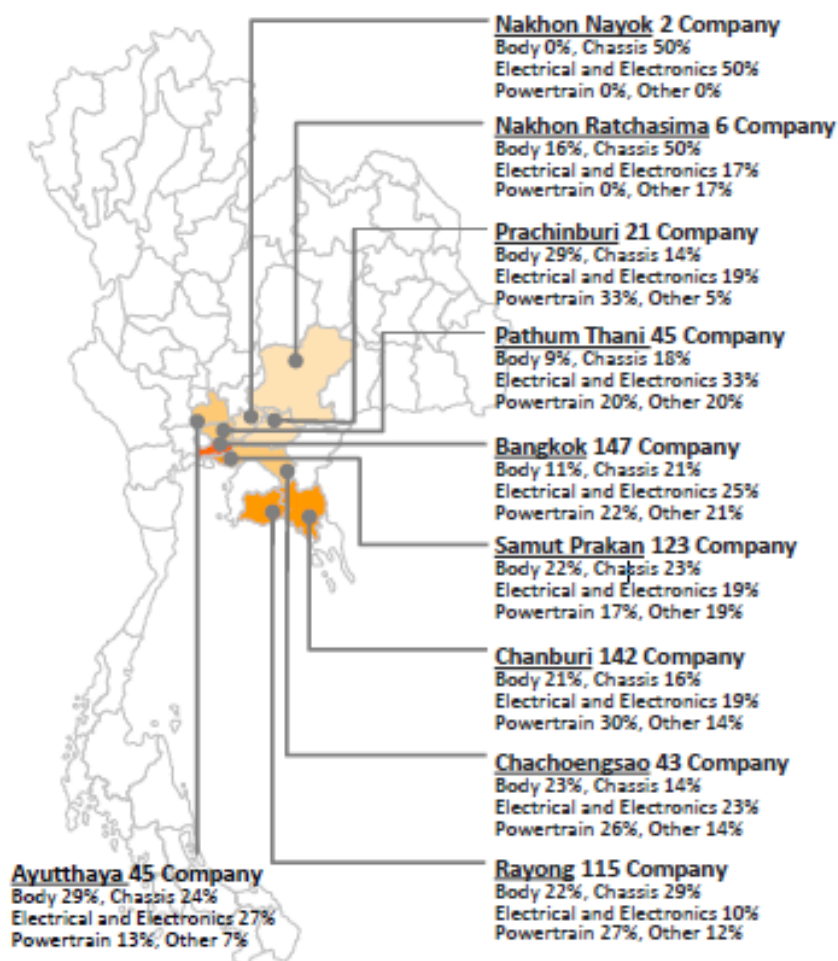 Nakhon Nayok 2 Company
Body 0%, Chassis 50%
Electrical and Electronics 50%
Powertrain 0%, Other 0%
Nakhon Ratchasima 6 Company
Body 16%, Chassis 50%
Electrical and Electronics 17%
Powertrain 0%, Other 17%
Prachinburi 21 Company
Body 29%, Chassis 14%
Electrical and Electronics 19%
Powertrain 33%, Other 5%
Pathum Thani 45 Company
Body 9%, Chassis 18%
Electrical and Electronics 33%
Powertrain 20%, Other 20%
Bangkok 147 Company
Body 11%, Chassis 21%
Electrical and Electronics 25%
Powertrain 22%, Other 21%
Samut Prakan 123 Company
Body 22%, Chassis 23%
Electrical and Electronics 19%
Powertrain 17%, Other 19%
Chanburi 142 Company
Body 21%, Chassis 16%
Electrical and Electronics 19%
Powertrain 30%, Other 14%
Chachoengsao 43 Company
Body 23%, Chassis 14%
Electrical and Electronics 23%
Powertrain 26%, Other 14%
Rayong 115 Company
Body 22%, Chassis 29%
Electrical and Electronics 10%
Powertrain 27%, Other 12%
Ayutthaya 45 Company
Body 29%, Chassis 24%
Electrical and Electronics 27%
Powertrain 13%, Other 7%